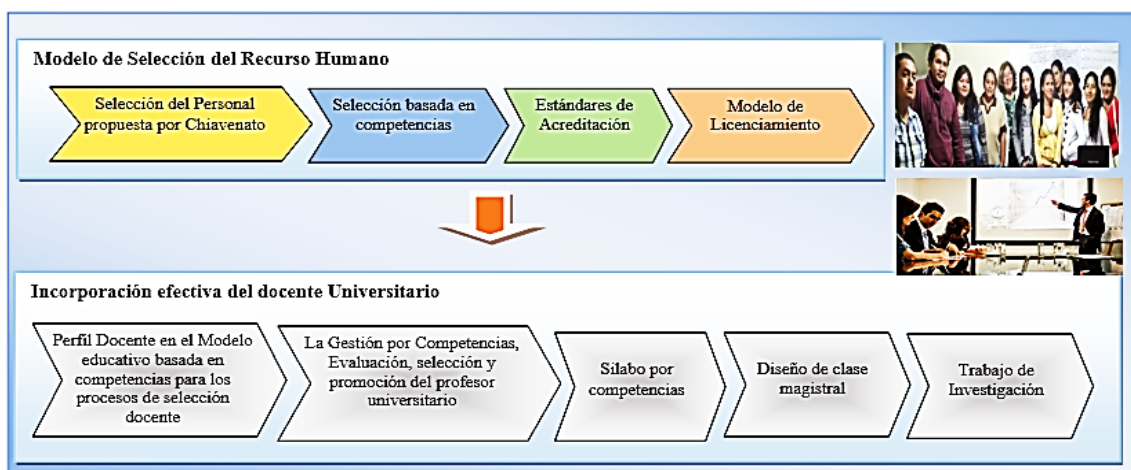 Modelo de Selección del Recurso Humano
Selección del Personal
propuesta por Chiavenato
Selección basada en
competencias
Estándares de
Acreditación
Modelo de
Licenciamiento
Incorporación efectiva del docente Universitario
Perfil Docente en el Modelo
educativo basada en
competencias para los
procesos de selección
docente
La Gestión por Competencias,
Evaluación, selección y
promoción del profesor
universitario
Silabo por
competencias
Diseño de clase
magistral
Trabajo de
Investigación